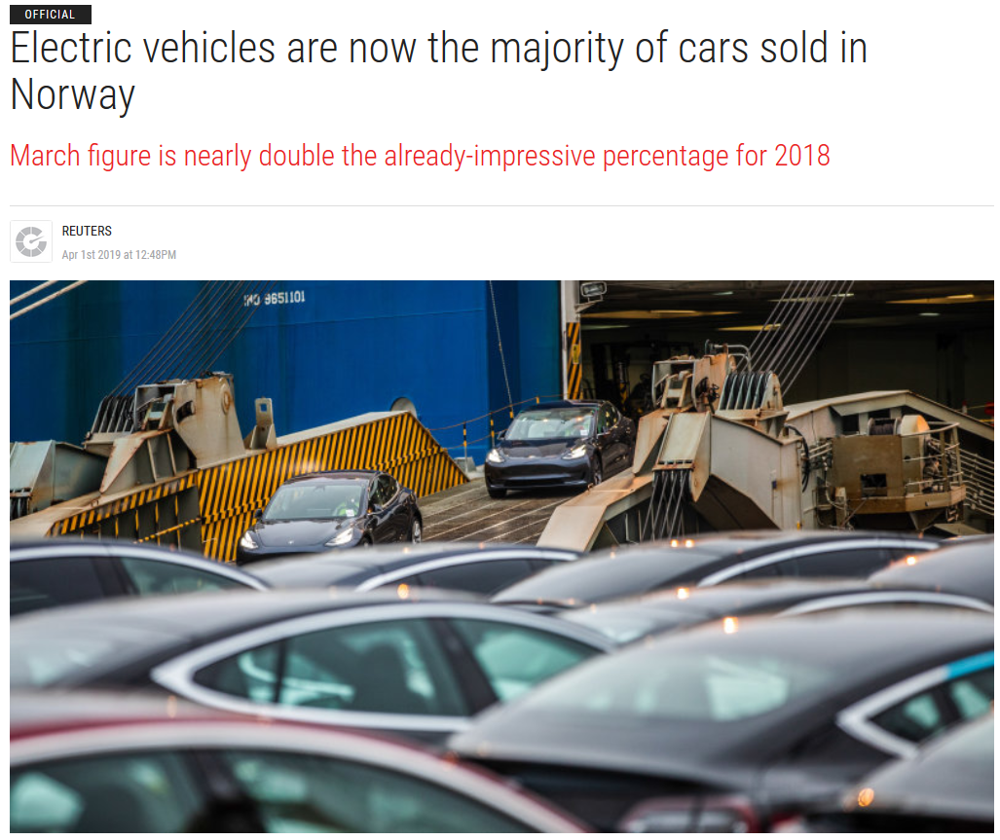 OFFICIAL
Electric vehicles are now the majority of cars sold in
Norway
March figure is nearly double the already-impressive percentage for 2018
REUTERS
Apr 1st 2019 at 12:48PM
IMO 9651101